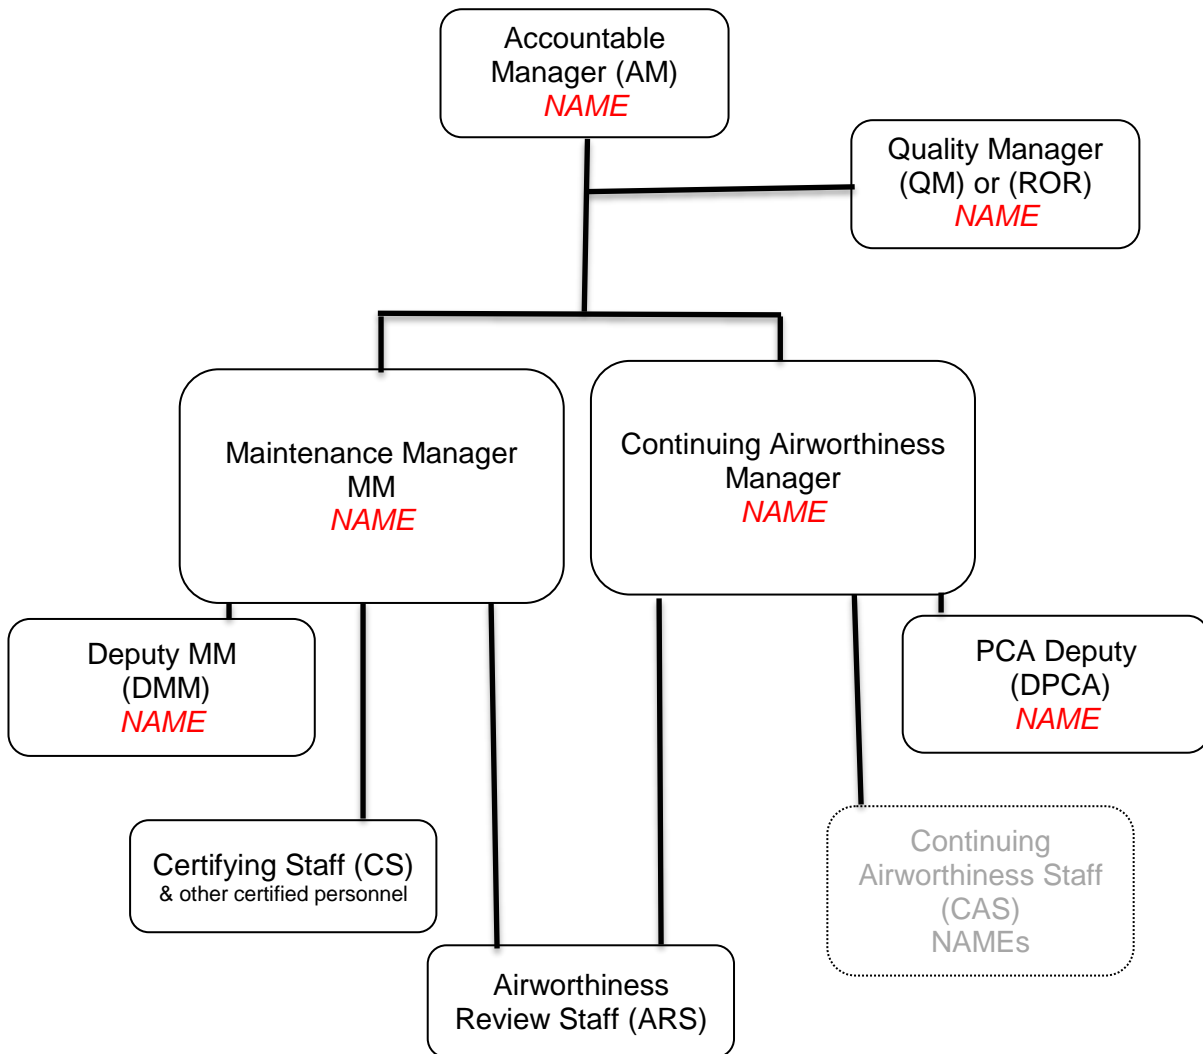 Accountable
Manager (AM)
NAME
Quality Manager
(QM) or (ROR)
NAME
Maintenance Manager
MM
NAME
Continuing Airworthiness
Manager
NAME
Deputy MM
(DMM)
NAME
PCA Deputy
(DPCA)
NAME
Certifying Staff (CS)
& other certified personnel
Continuing
Airworthiness Staff
(CAS)
NAMEs
Airworthiness
Review Staff (ARS)